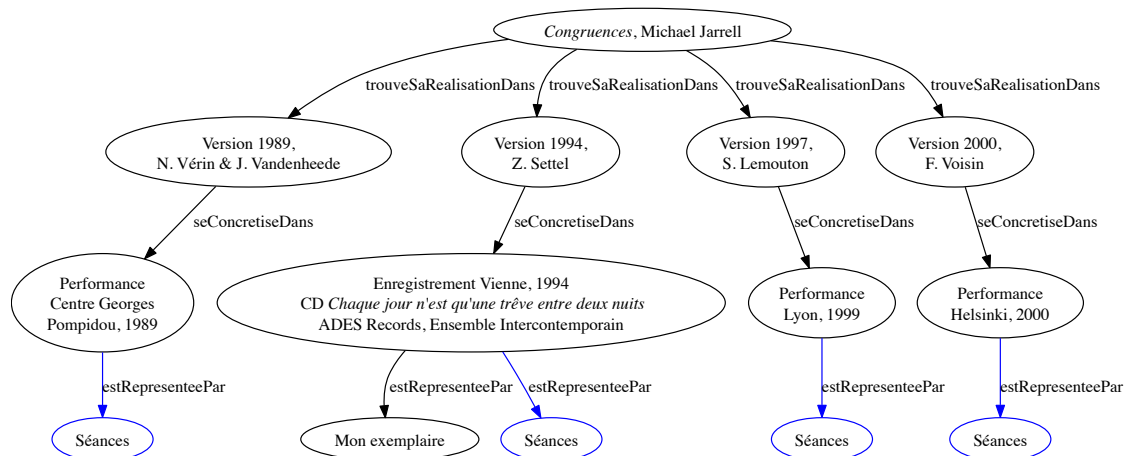 Congruences, Michael Jarrell
trouveSaRealisationDans
trouveSaRealisationDans
trouveSaRealisationDans
trouveSaRealisationDans
Version 1989,
N. Vérin & J. Vandenheede
Version 1994,
Z. Settel
Version 1997,
S. Lemouton
Version 2000,
F. Voisin
seConcretiseDans
seConcretiseDans
seConcretiseDans
seConcretiseDans
Performance
Centre Georges
Pompidou, 1989
Enregistrement Vienne, 1994
CD Chaque jour n'est qu'une trêve entre deux nuits
ADES Records, Ensemble Intercontemporain
Performance
Lyon, 1999
Performance
Helsinki, 2000
estRepresenteePar
estRepresenteePar
estRepresenteePar
estRepresenteePar
estRepresenteePar
Séances
Mon exemplaire
Séances
Séances
Séances